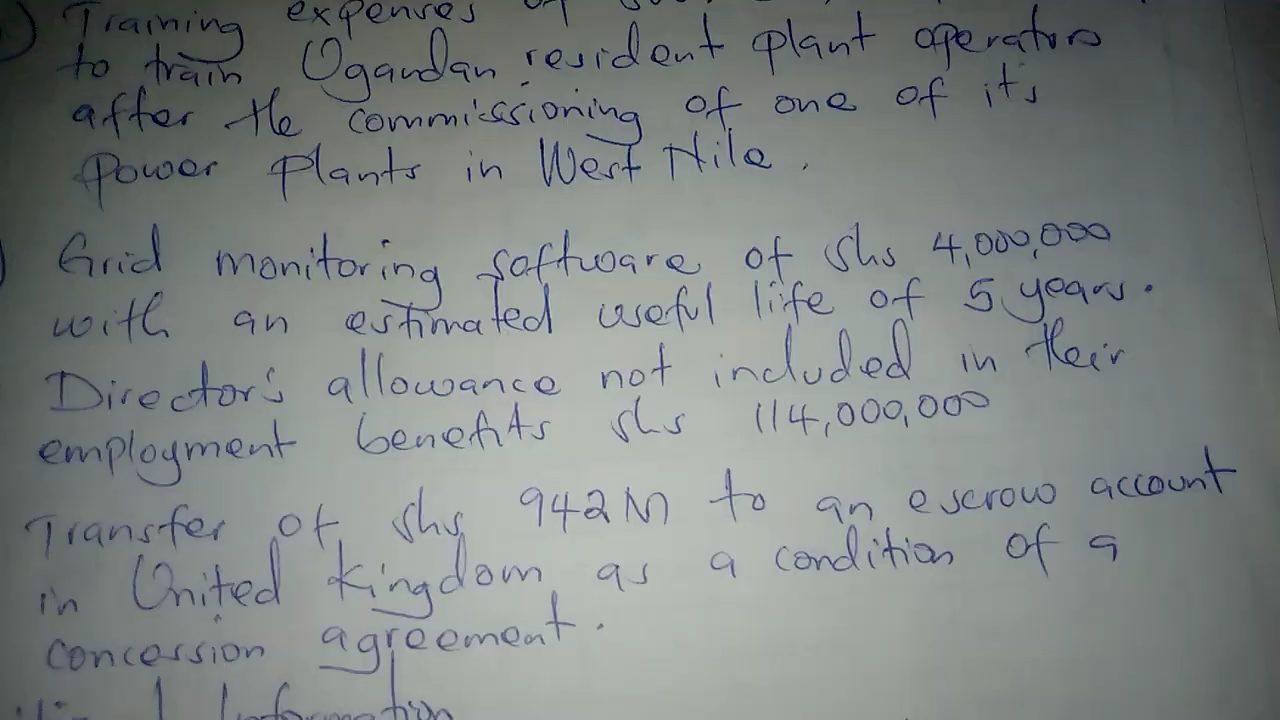 Training expenses of
to train Ugandan resident plant operators
after the commissioning of one of its
power plants in West Nile.
Grid monitoring software of shs 4,000,000
with an estimated useful life of 5 years.
Director's allowance not included in their
employment benefits shs 114,000,000
Transfer of shs 942M to an escrow account
in United Kingdom as a condition of a
concession agreement.
Information